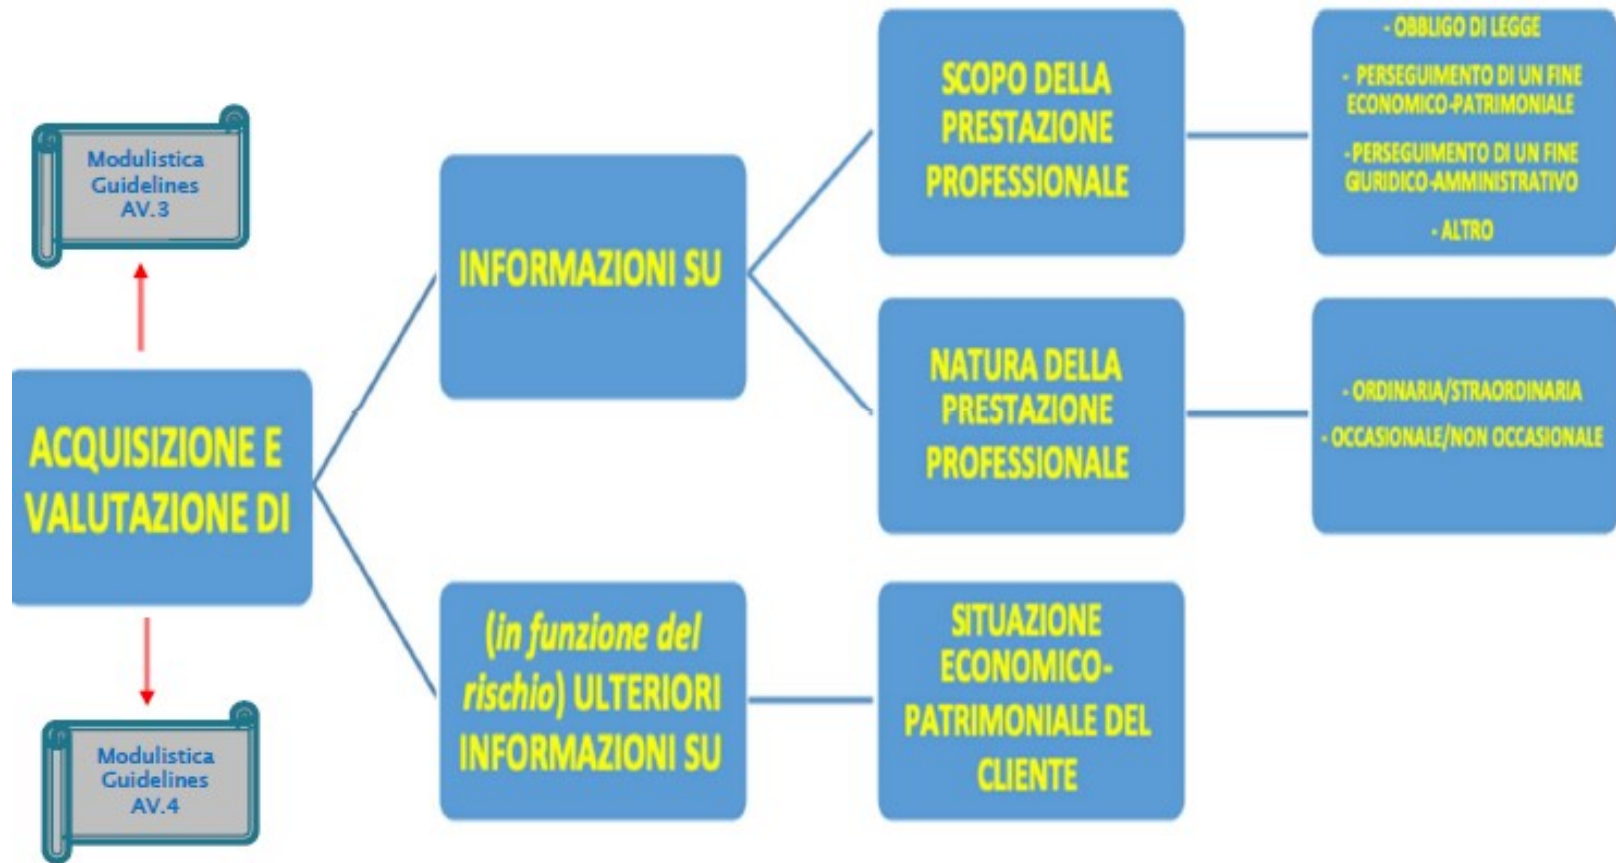 Modulistica
Guidelines
AV.3
ACQUISIZIONE E
VALUTAZIONE DI
Modulistica
Guidelines
AV.4
INFORMAZIONI SU
(in funzione del
rischio) ULTERIORI
INFORMAZIONI SU
SCOPO DELLA
PRESTAZIONE
PROFESSIONALE
NATURA DELLA
PRESTAZIONE
PROFESSIONALE
SITUAZIONE
ECONOMICO-
PATRIMONIALE DEL
CLIENTE
- OBBLIGO DI LEGGE
- PERSEGUIMENTO DI UN FINE
ECONOMICO-PATRIMONIALE
-PERSEGUIMENTO DI UN FINE
GIURIDICO-AMMINISTRATIVO
- ALTRO
- ORDINARIA/STRAORDINARIA
- OCCASIONALE/NON OCCASIONALE